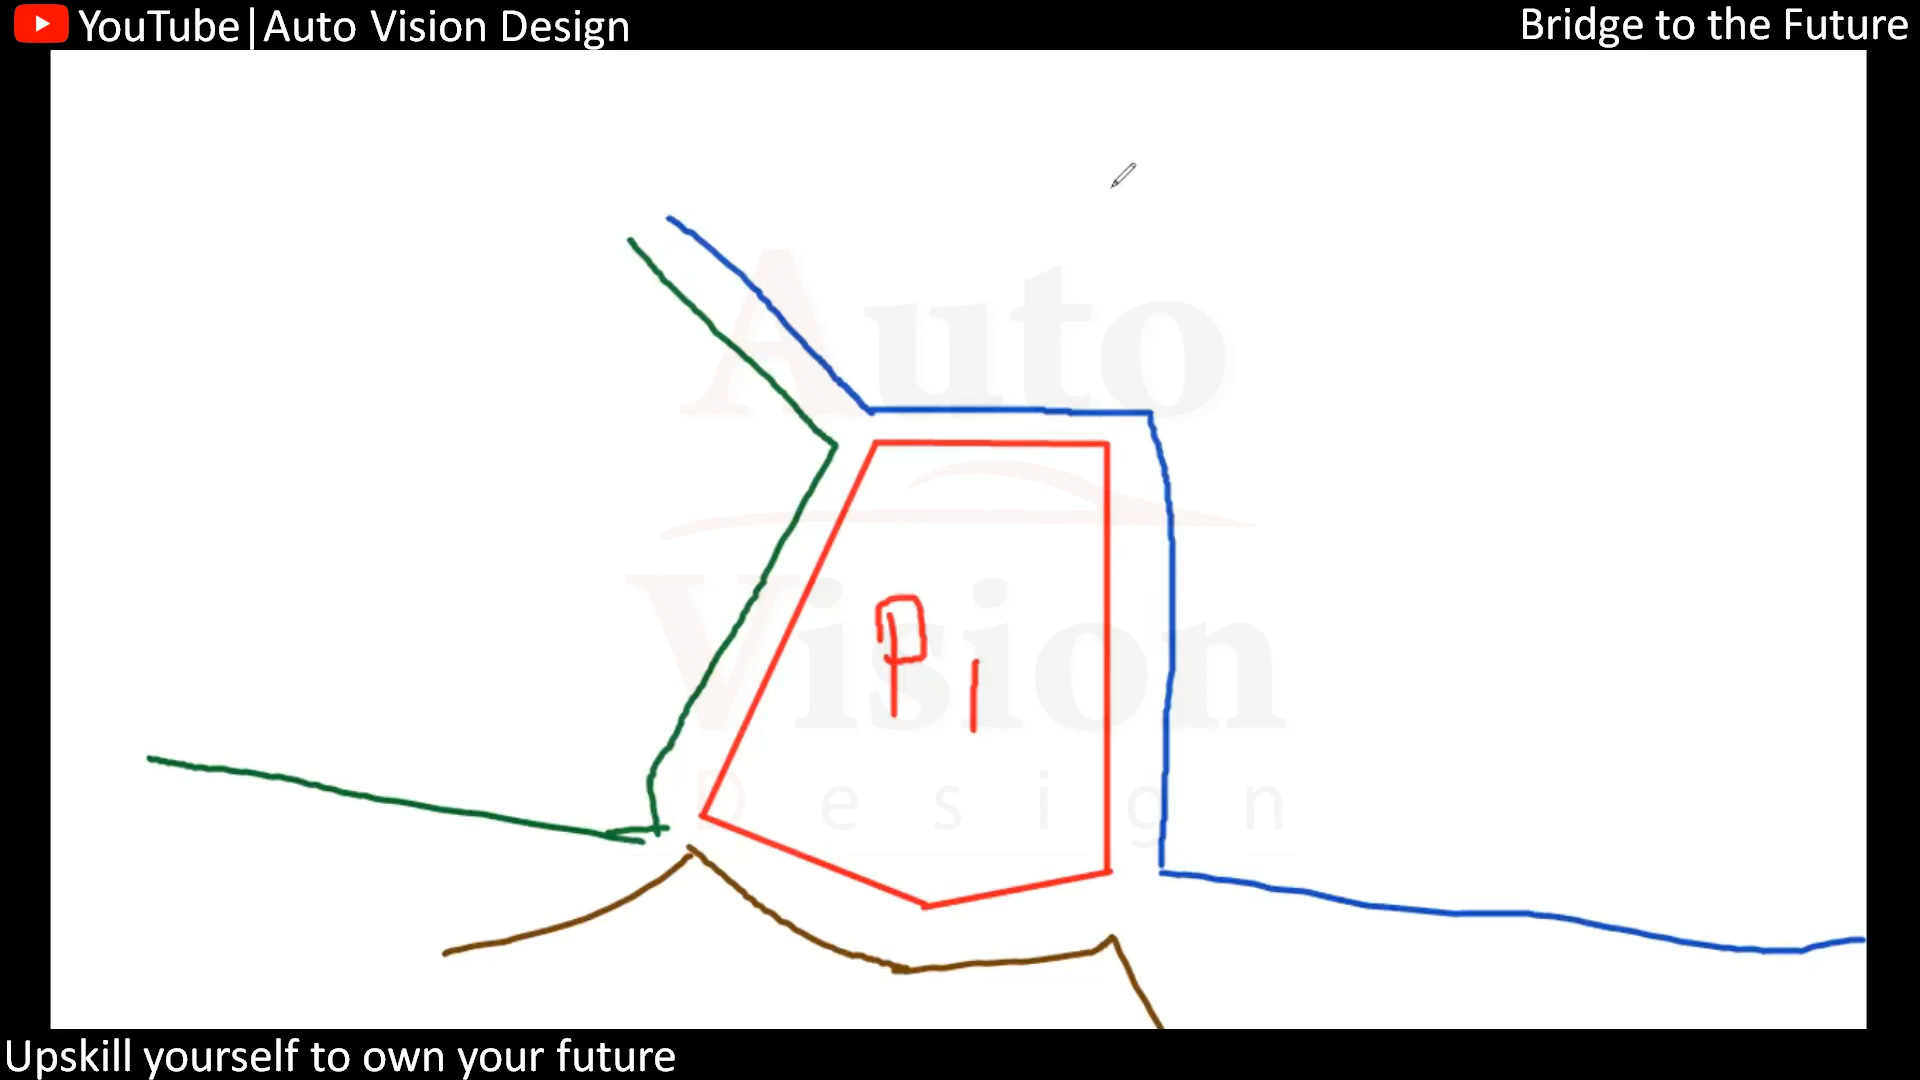 YouTube|Auto Vision Design
Bridge to the Future
Auto
Vision
Design
P1
Upskill yourself to own your future